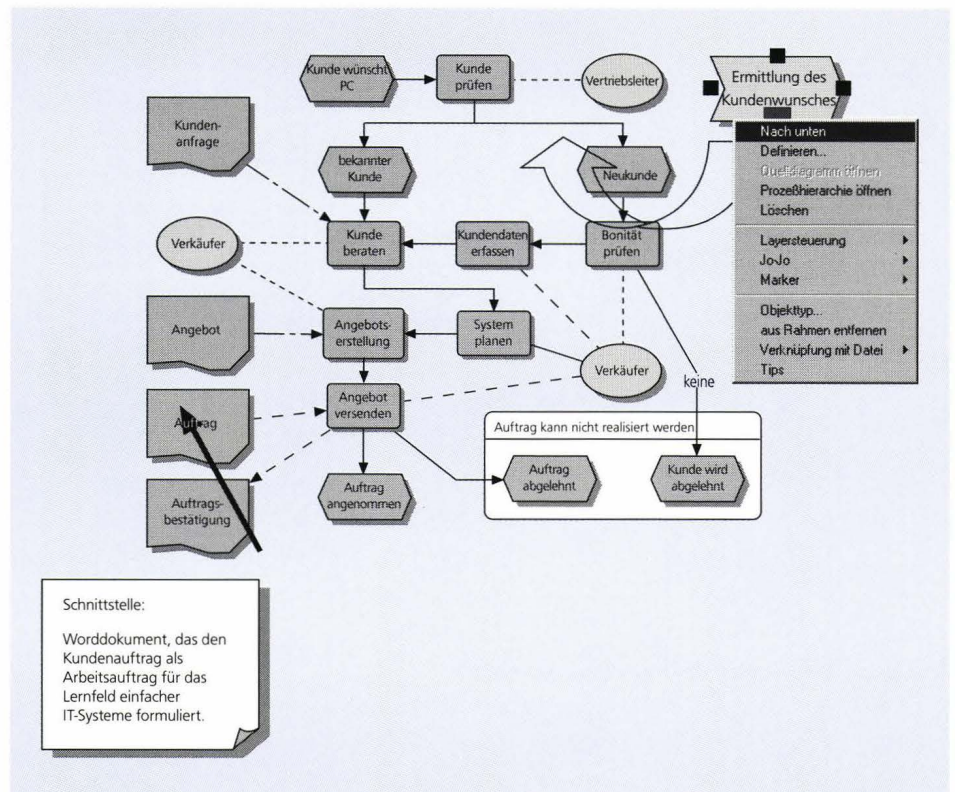 Kunde wünscht
PC
Kunde
prüfen
Vertriebsleiter
Ermittlung des
Kundenwunsches
Kunden-
anfrage
bekannter
Kunde
Neukunde
Nach unten
Definieren...
Quelldiagramm öffnen
Prozeßhierarchie öffnen
Löschen
Layersteuerung
Jo-Jo
Marker
Objekttyp...
aus Rahmen entfernen
Verknüpfung mit Datei
Tips
Verkäufer
Kunde
beraten
Kundendaten
erfassen
Bonität
prüfen
Angebot
Angebots-
erstellung
System
planen
Verkäufer
keine
Auftrag
Angebot
versenden
Auftrag kann nicht realisiert werden
Auftrags-
bestätigung
Auftrag
angenommen
Auftrag
abgelehnt
Kunde wird
abgelehnt
Schnittstelle:
Worddokument, das den
Kundenauftrag als
Arbeitsauftrag für das
Lernfeld einfacher
IT-Systeme formuliert.